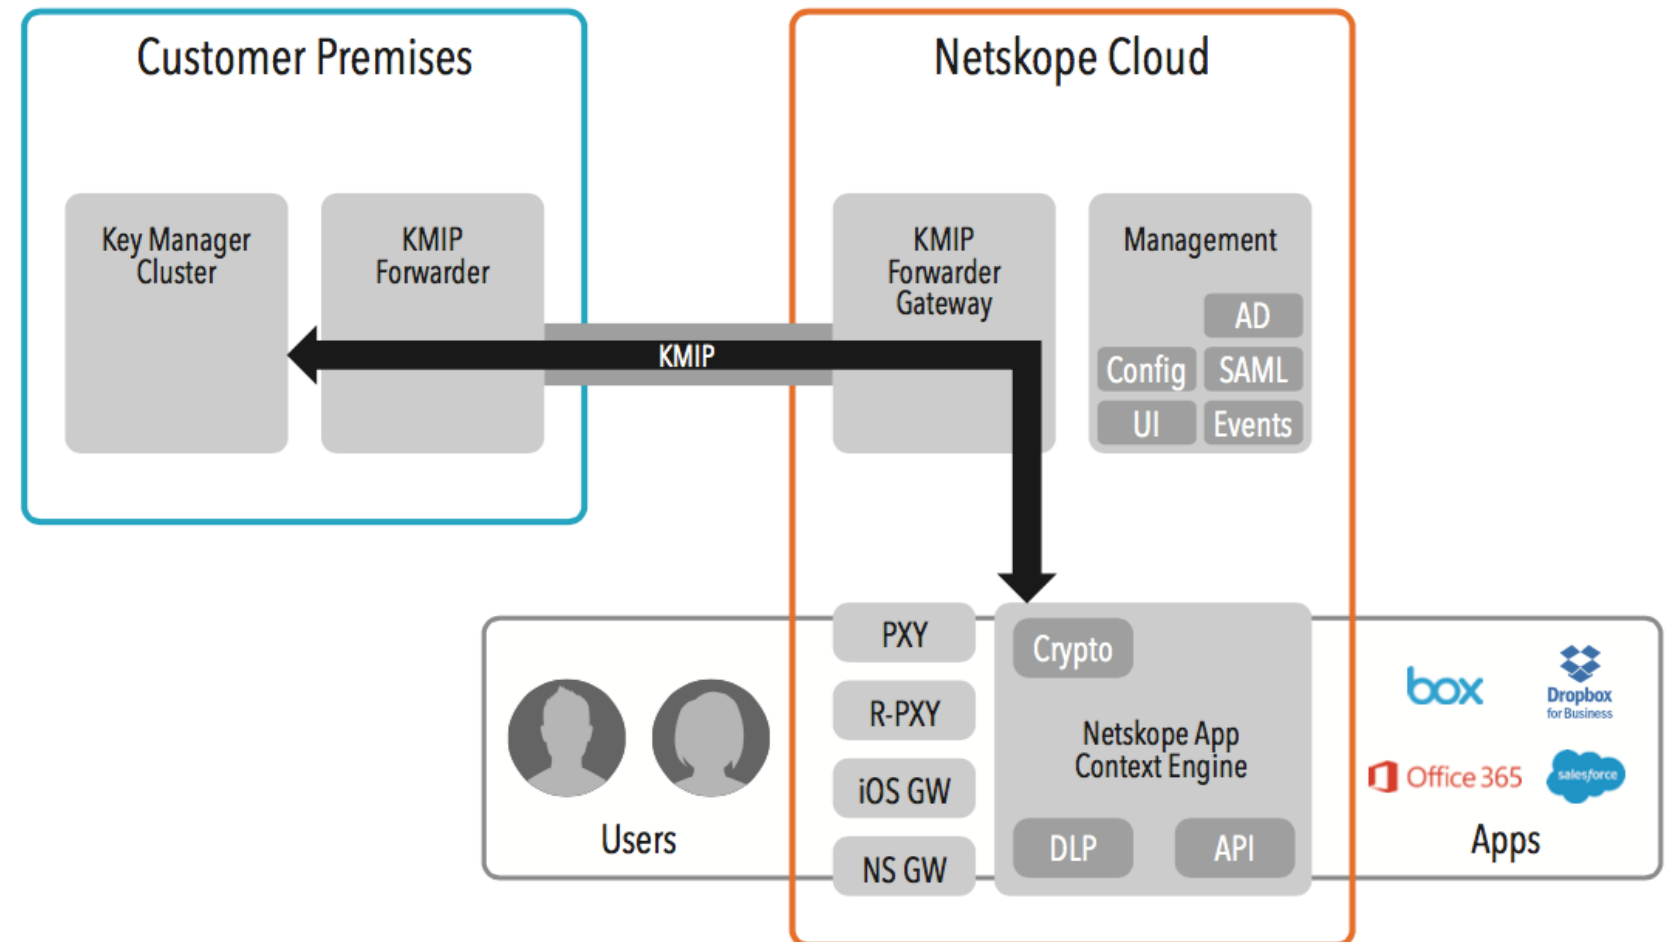 Customer Premises
Netskope Cloud
Key Manager
Cluster
KMIP
Forwarder
KMIP
Forwarder
Gateway
Management
AD
Config
SAML
UI
Events
KMIP
PXY
R-PXY
iOS GW
NS GW
Crypto
Netskope App
Context Engine
DLP
API
Users
box
Dropbox
for Business
Office 365
salesforce
Apps